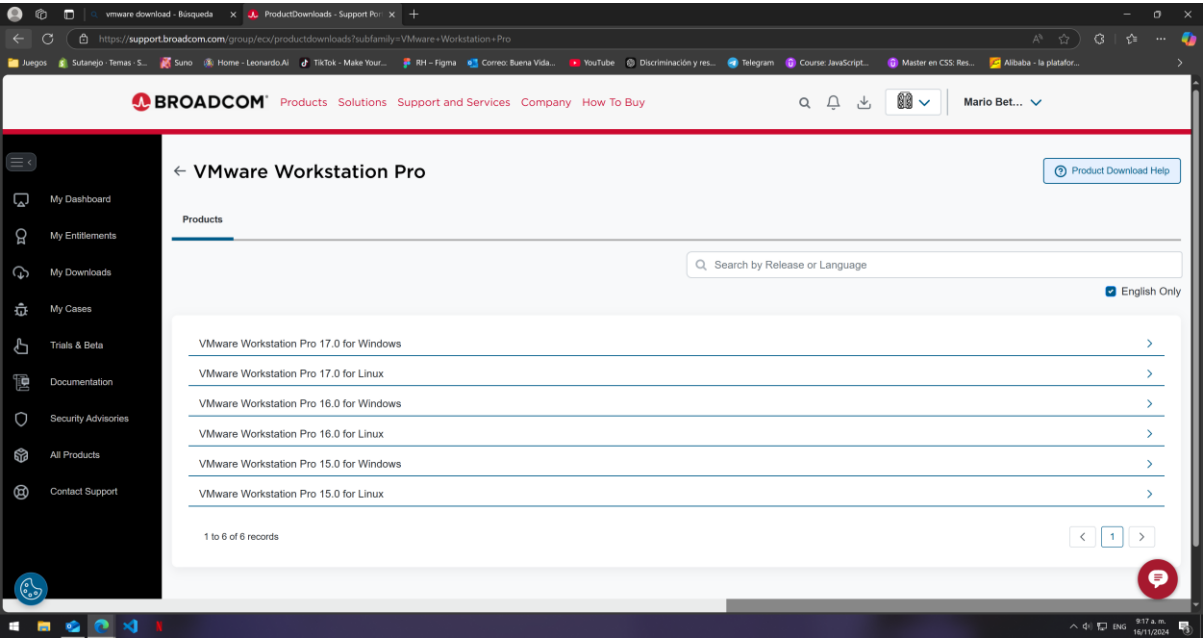 vmware download - Búsqueda
ProductDownloads - Support Por
https://support.broadcom.com/group/ecx/productdownloads?subfamily=VMware+Workstation+Pro
Juegos Sutanejo · Temas · S... Suno Home - Leonardo.Ai TikTok - Make Your... RH – Figma Correo: Buena Vida... YouTube Discriminación y res... Telegram Course: JavaScript... Master en CSS: Res... Alibaba - la platafor...
BROADCOM Products Solutions Support and Services Company How To Buy Mario Bet...
VMware Workstation Pro
Product Download Help
My Dashboard
My Entitlements
My Downloads
My Cases
Trials & Beta
Documentation
Security Advisories
All Products
Contact Support
Products
Search by Release or Language
English Only
VMware Workstation Pro 17.0 for Windows
VMware Workstation Pro 17.0 for Linux
VMware Workstation Pro 16.0 for Windows
VMware Workstation Pro 16.0 for Linux
VMware Workstation Pro 15.0 for Windows
VMware Workstation Pro 15.0 for Linux
1 to 6 of 6 records
1
ENG
9:17 a. m.
16/11/2024